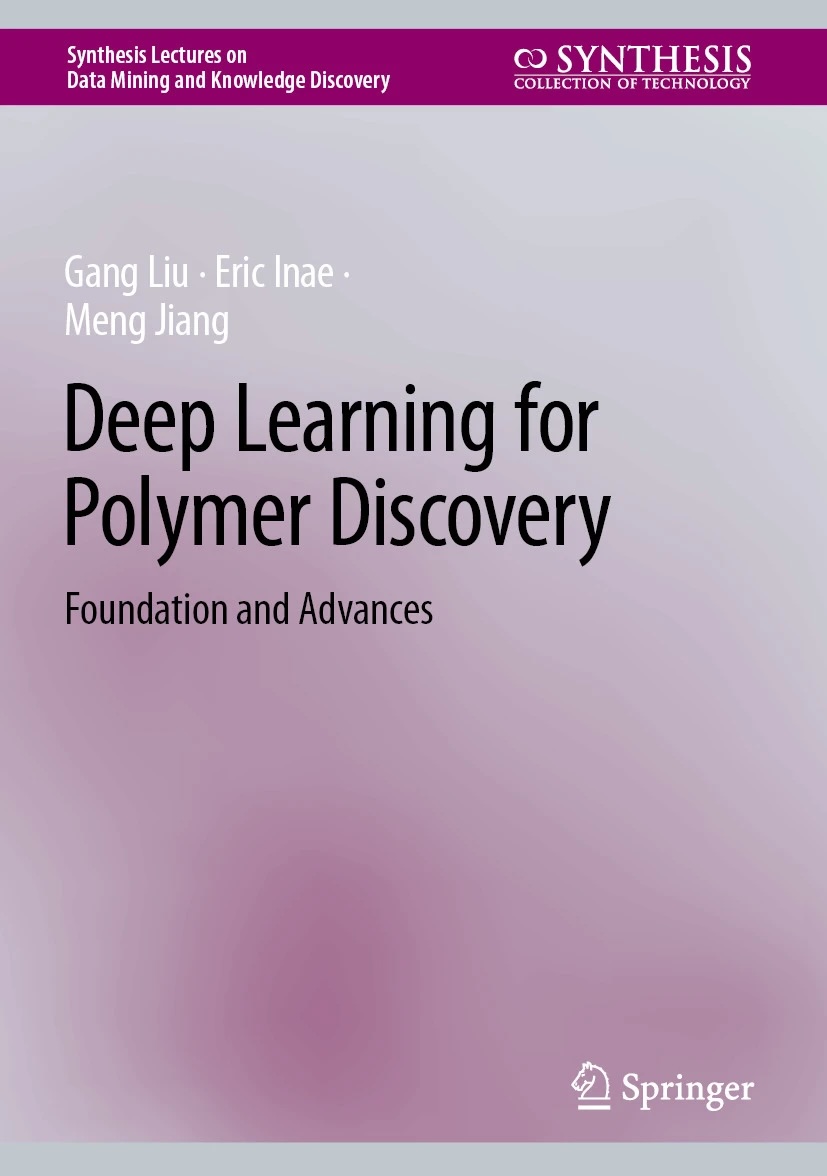 Synthesis Lectures on
Data Mining and Knowledge Discovery
SYNTHESIS
COLLECTION OF TECHNOLOGY
Gang Liu · Eric Inae ·
Meng Jiang
Deep Learning for
Polymer Discovery
Foundation and Advances
Springer